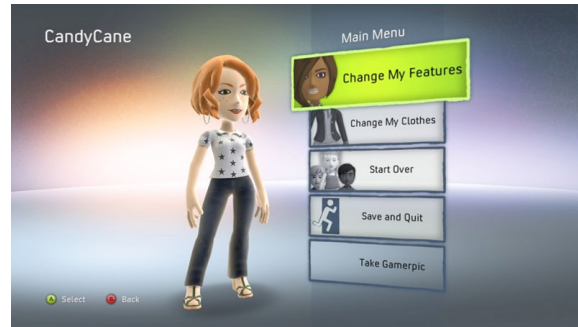 CandyCane
Main Menu
Change My Features
Change My Clothes
Start Over
Save and Quit
Take Gamerpic
A Select B Back